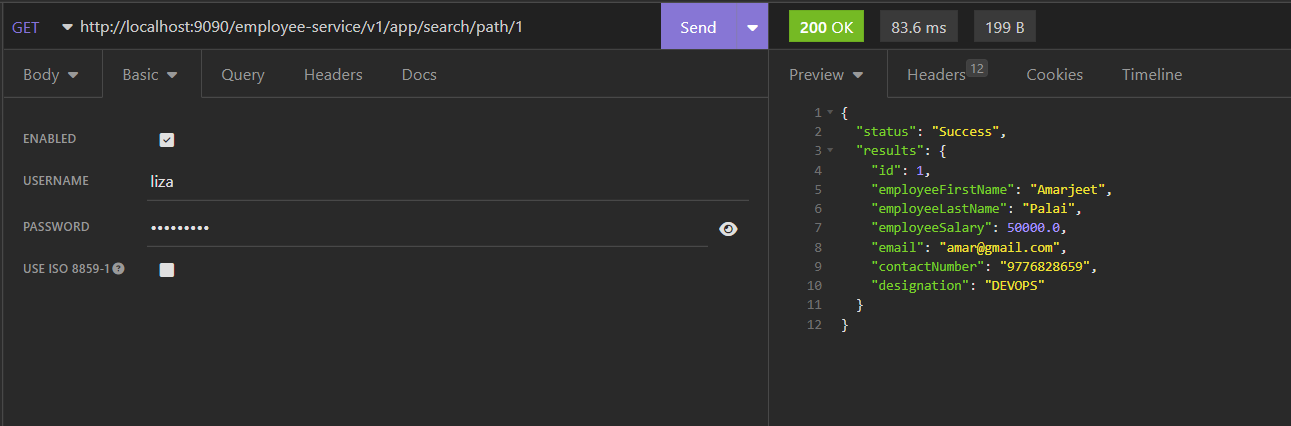 GET http://localhost:9090/employee-service/v1/app/search/path/1 Send 200 OK 83.6 ms 199 B
Body Basic Query Headers Docs
Preview Headers 12 Cookies Timeline
ENABLED
USERNAME liza
PASSWORD •••••••••
USE ISO 8859-1 ?
1 {
2 "status": "Success",
3 "results": {
4 "id": 1,
5 "employeeFirstName": "Amarjeet",
6 "employeeLastName": "Palai",
7 "employeeSalary": 50000.0,
8 "email": "amar@gmail.com",
9 "contactNumber": "9776828659",
10 "designation": "DEVOPS"
11 }
12 }